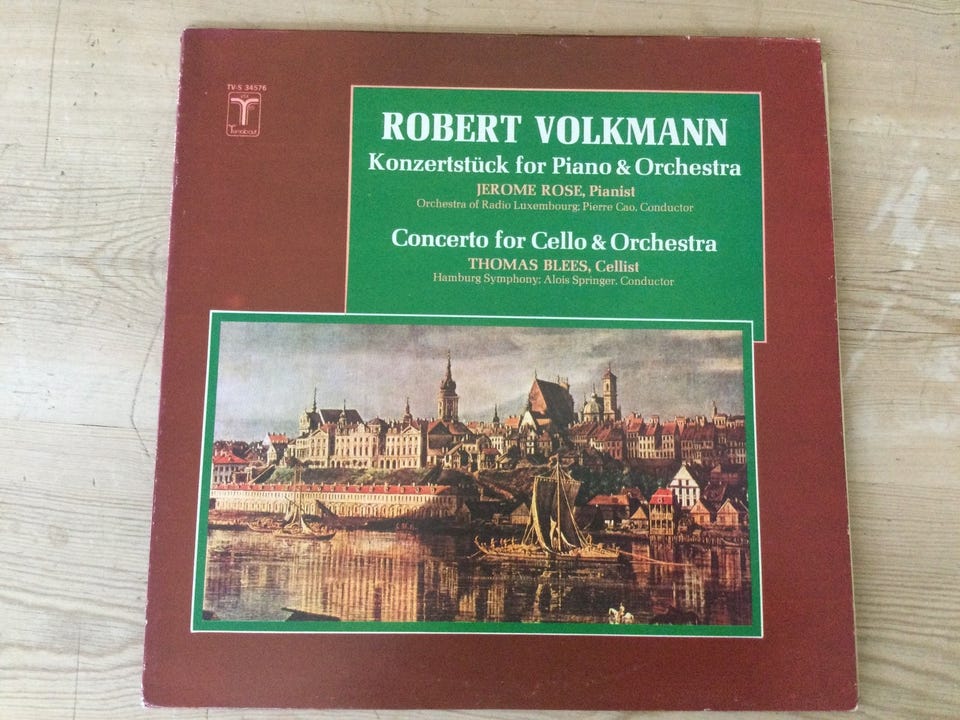 TV-S 34576
Turnabout
ROBERT VOLKMANN
Konzertstück for Piano & Orchestra
JEROME ROSE, Pianist
Orchestra of Radio Luxembourg; Pierre Cao, Conductor
Concerto for Cello & Orchestra
THOMAS BLEES, Cellist
Hamburg Symphony; Alois Springer, Conductor